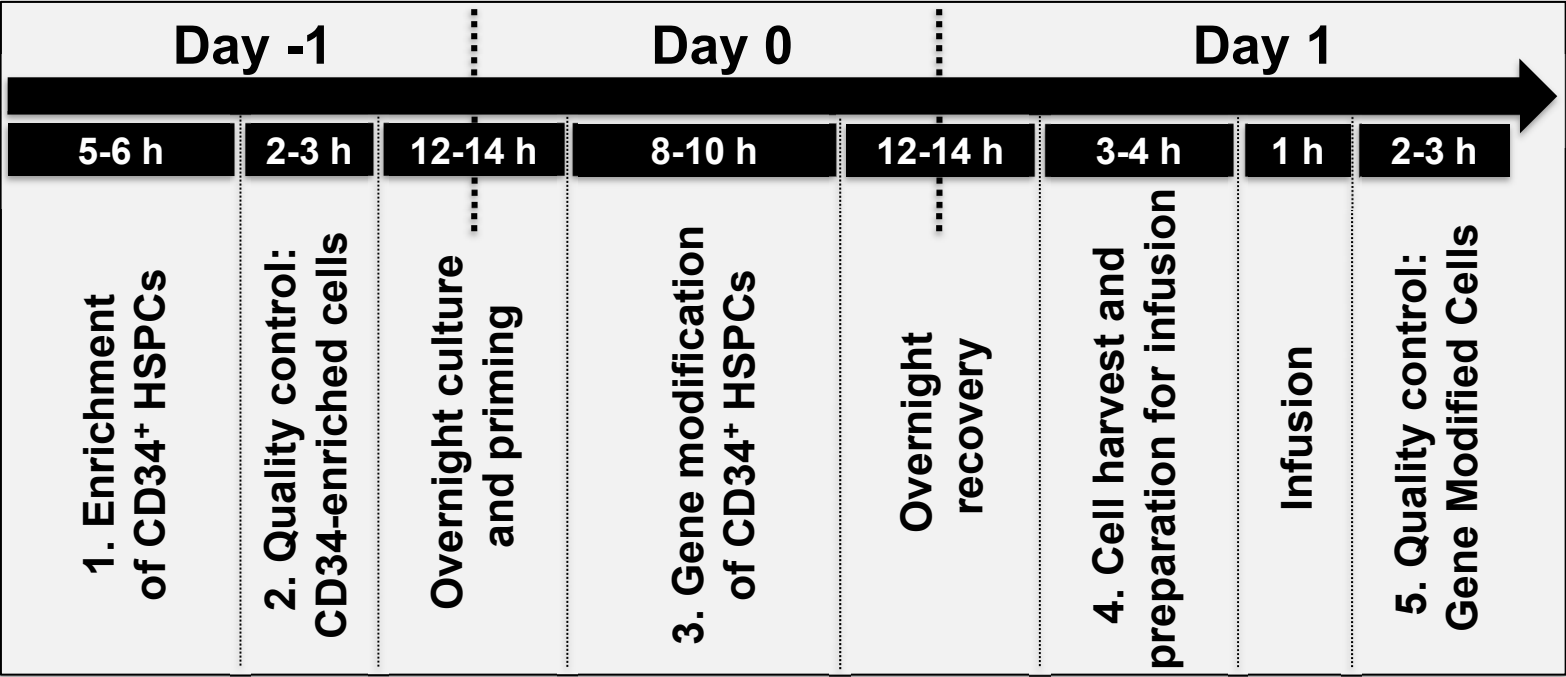 Day -1
Day 0
Day 1
5-6 h
2-3 h
12-14 h
8-10 h
12-14 h
3-4 h
1 h
2-3 h
1. Enrichment
of CD34⁺ HSPCs
2. Quality control:
CD34-enriched cells
Overnight culture
and priming
3. Gene modification
of CD34⁺ HSPCs
Overnight
recovery
4. Cell harvest and
preparation for infusion
Infusion
5. Quality control:
Gene Modified Cells